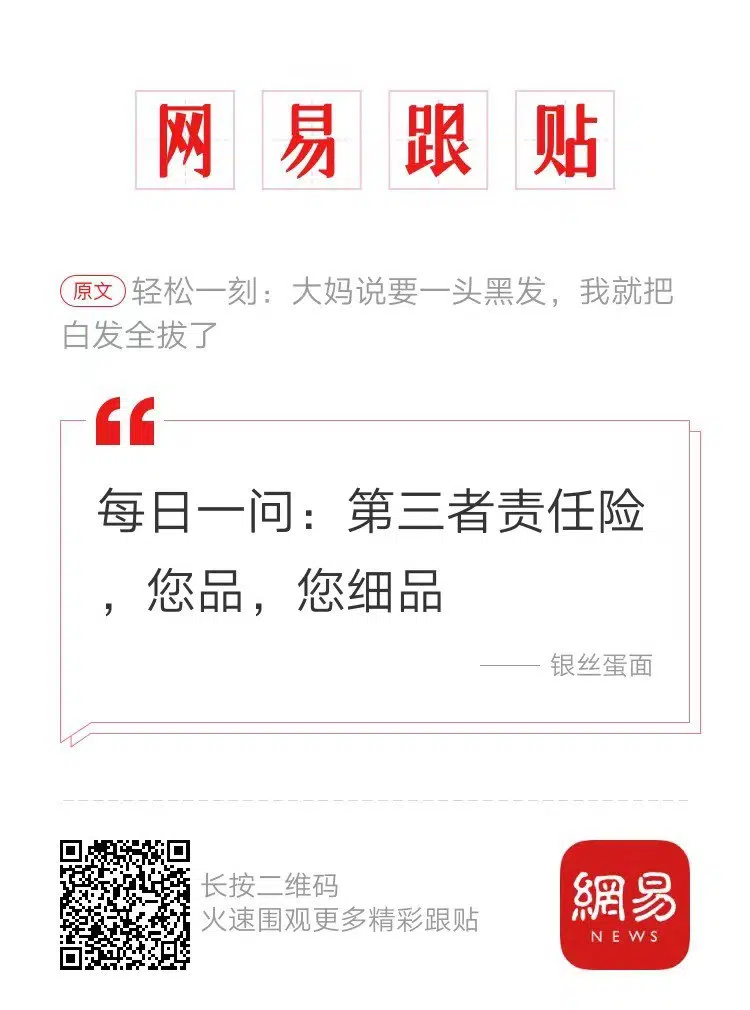 网易跟贴
原文 轻松一刻：大妈说要一头黑发，我就把
白发全拔了
每日一问：第三者责任险
，您品，您细品
—— 银丝蛋面
长按二维码
火速围观更多精彩跟贴
網易
NEWS